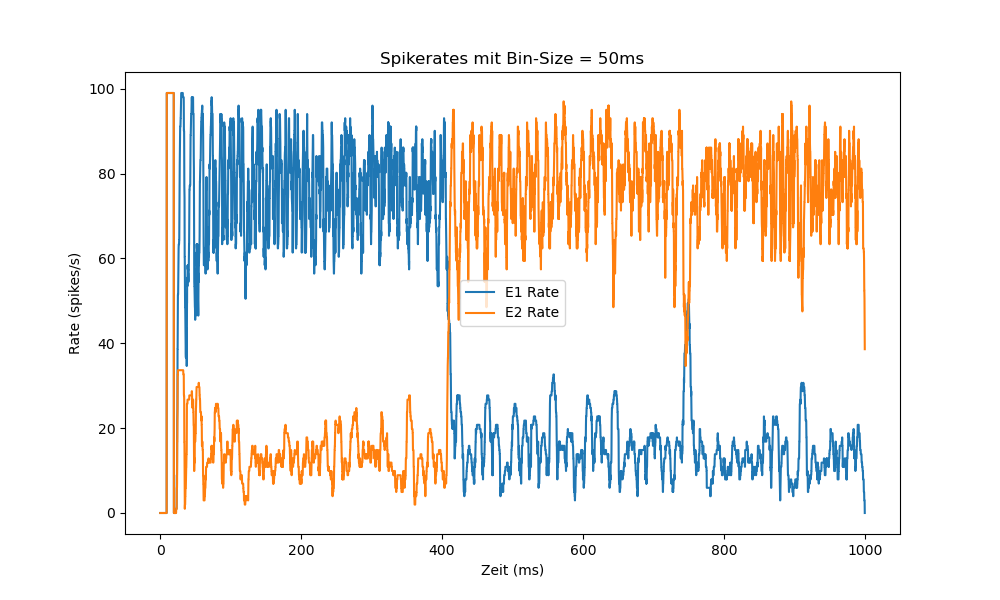 Spikerates mit Bin-Size = 50ms
100
80
60
40
20
0
Rate (spikes/s)
E1 Rate
E2 Rate
0
200
400
600
800
1000
Zeit (ms)